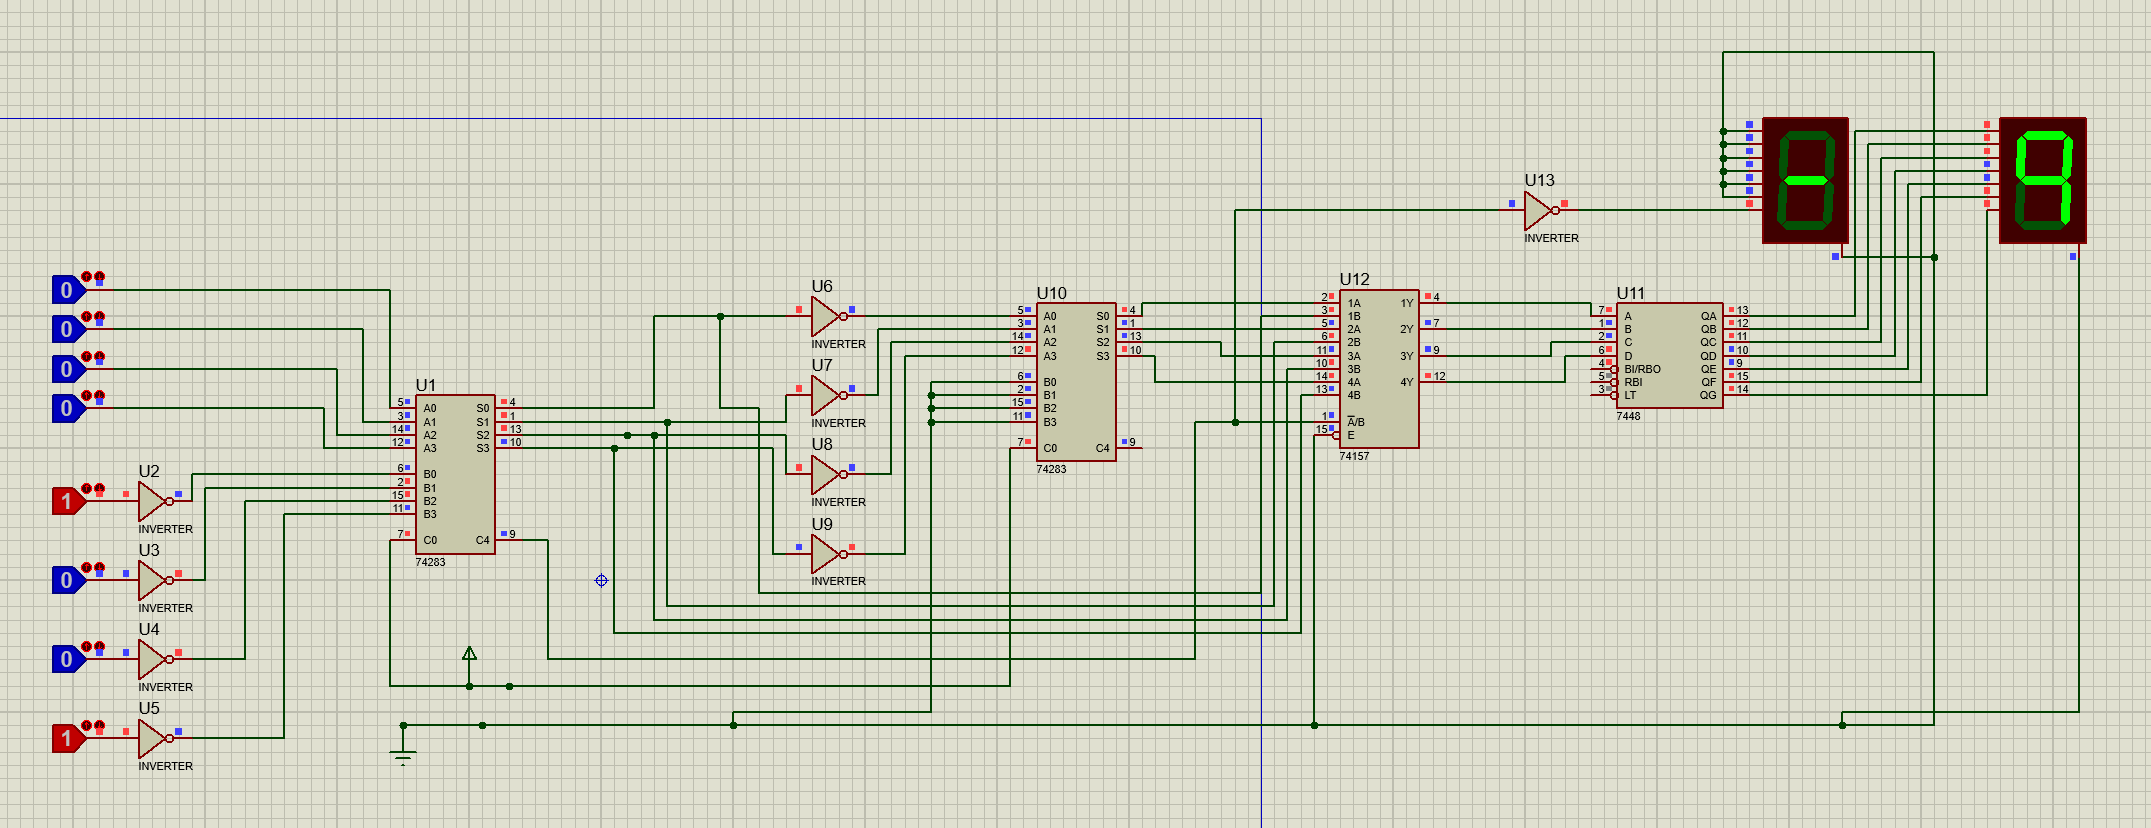 0
0
0
0
1
0
0
1
U2
INVERTER
U3
INVERTER
U4
INVERTER
U5
INVERTER
U1
5 A0 S0 4
3 A1 S1 1
14 A2 S2 13
12 A3 S3 10
6 B0
2 B1
15 B2
11 B3
7 C0 C4 9
74283
U6
INVERTER
U7
INVERTER
U8
INVERTER
U9
INVERTER
U10
5 A0 S0 4
3 A1 S1 1
14 A2 S2 13
12 A3 S3 10
6 B0
2 B1
15 B2
11 B3
7 C0 C4 9
74283
U13
INVERTER
U12
2 1A 1Y 4
3 1B
5 2A 2Y 7
6 2B
11 3A 3Y 9
10 3B
14 4A 4Y 12
13 4B
1 A/B
15 E
74157
U11
7 A QA 13
1 B QB 12
2 C QC 11
6 D QD 10
4 BI/RBO QE 9
5 RBI QF 15
3 LT QG 14
7448
-
9